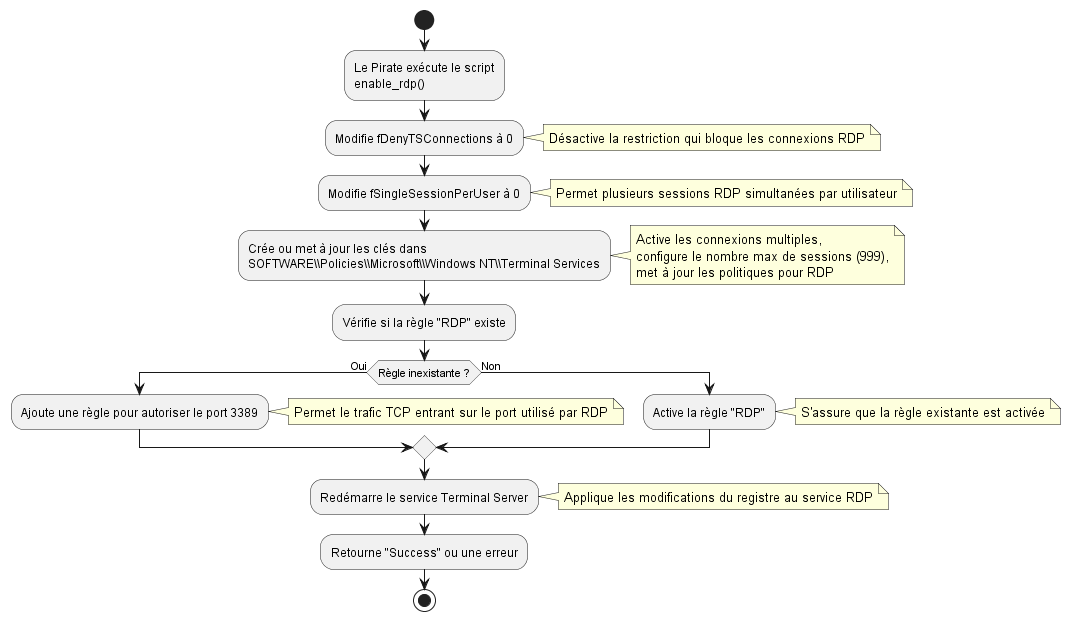 Le Pirate exécute le script
enable_rdp()
Modifie fDenyTSConnections à 0
Désactive la restriction qui bloque les connexions RDP
Modifie fSingleSessionPerUser à 0
Permet plusieurs sessions RDP simultanées par utilisateur
Crée ou met à jour les clés dans
SOFTWARE\\Policies\\Microsoft\\Windows NT\\Terminal Services
Active les connexions multiples,
configure le nombre max de sessions (999),
met à jour les politiques pour RDP
Vérifie si la règle "RDP" existe
Oui
Règle inexistante ?
Non
Ajoute une règle pour autoriser le port 3389
Permet le trafic TCP entrant sur le port utilisé par RDP
Active la règle "RDP"
S'assure que la règle existante est activée
Redémarre le service Terminal Server
Applique les modifications du registre au service RDP
Retourne "Success" ou une erreur